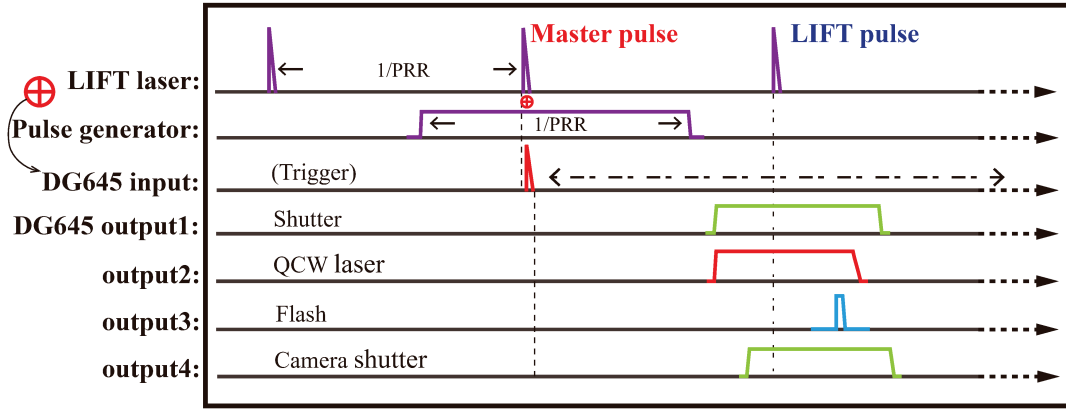 Master pulse
LIFT pulse
LIFT laser:
1/PRR
Pulse generator:
1/PRR
DG645 input:
(Trigger)
DG645 output1:
Shutter
output2:
QCW laser
output3:
Flash
output4:
Camera shutter